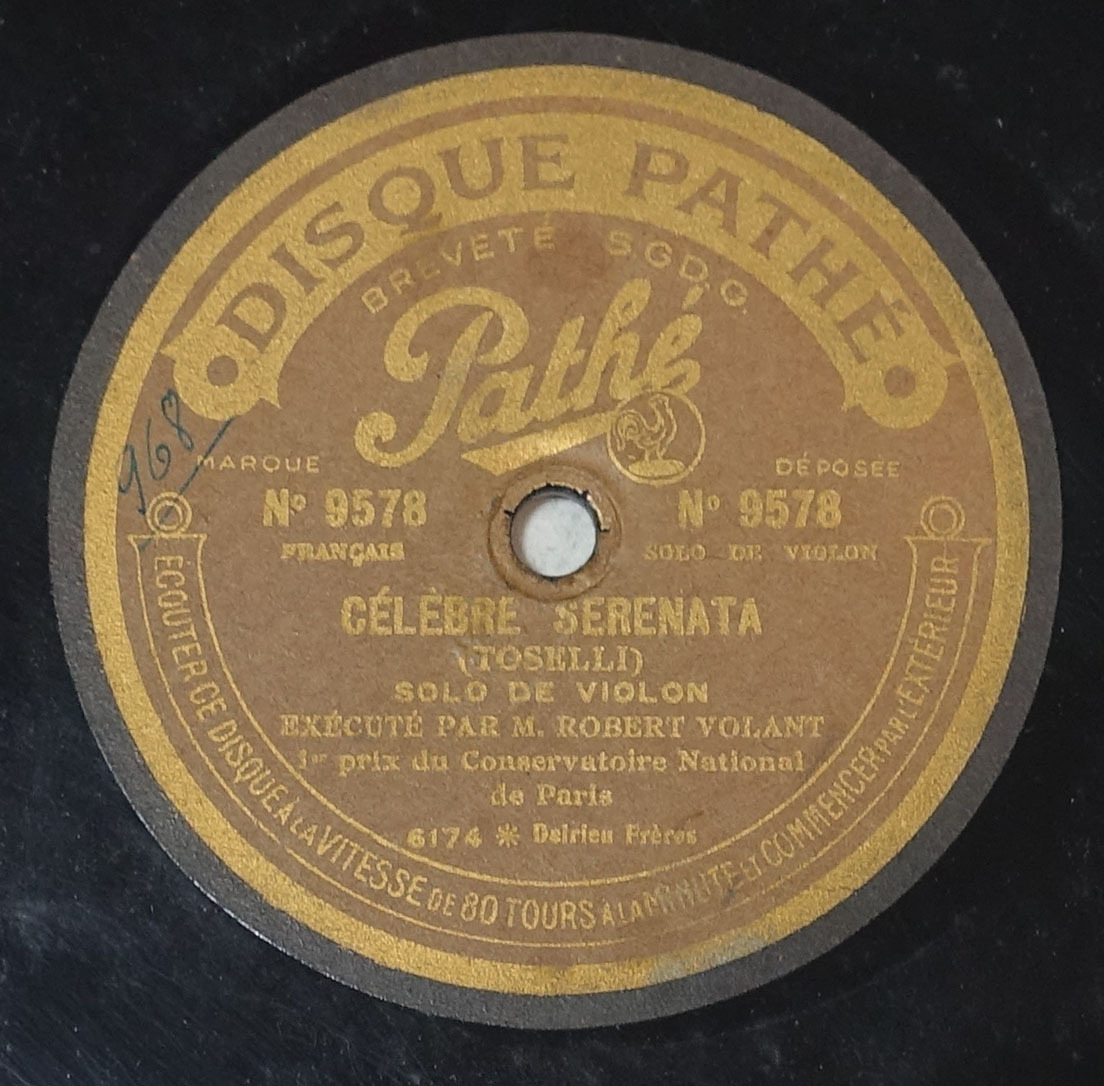 DISQUE PATHÉ
BREVETÉ SGDG
Pathé
968
MARQUE DÉPOSÉE
No 9578 No 9578
FRANÇAIS SOLO DE VIOLON
CÉLÈBRE SERENATA
(TOSELLI)
SOLO DE VIOLON
EXÉCUTÉ PAR M. ROBERT VOLANT
1er prix du Conservatoire National
de Paris
6174 * Delrieu Frères
ÉCOUTER CE DISQUE À LA VITESSE DE 80 TOURS À LA MINUTE ET COMMENCER PAR L'EXTÉRIEUR